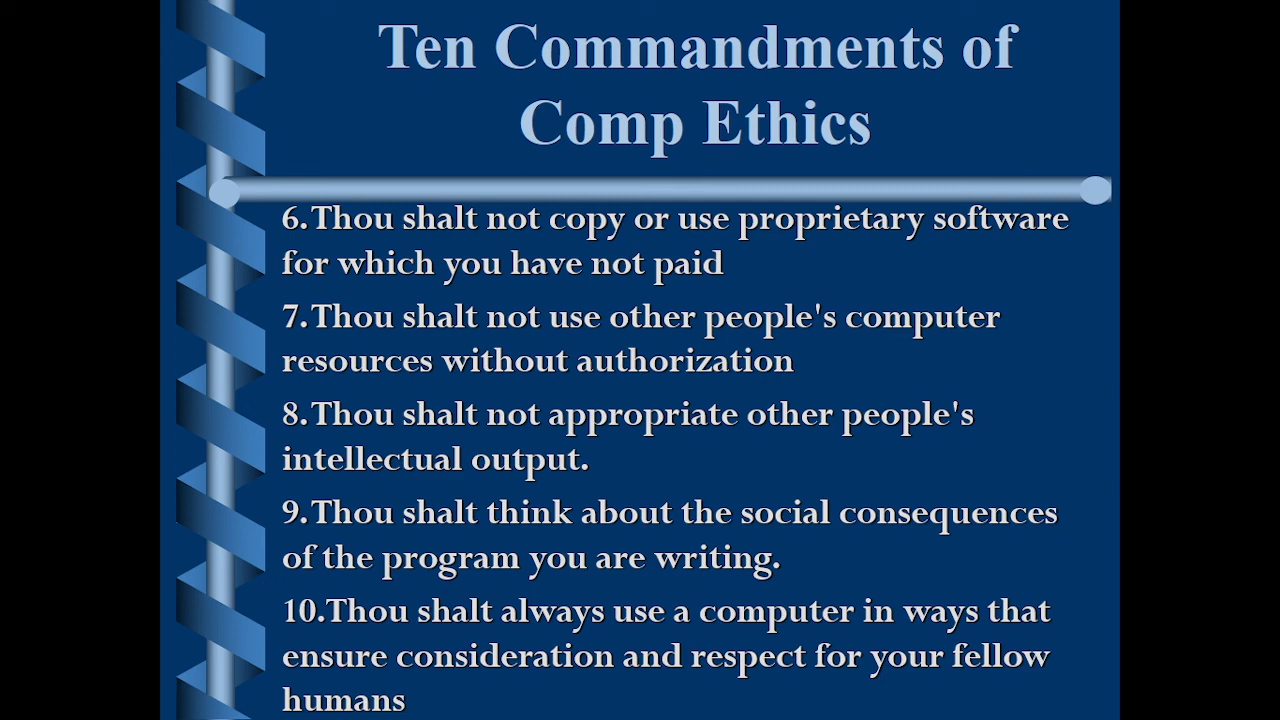 Ten Commandments of
Comp Ethics
6.Thou shalt not copy or use proprietary software
for which you have not paid
7.Thou shalt not use other people's computer
resources without authorization
8.Thou shalt not appropriate other people's
intellectual output.
9.Thou shalt think about the social consequences
of the program you are writing.
10.Thou shalt always use a computer in ways that
ensure consideration and respect for your fellow
humans